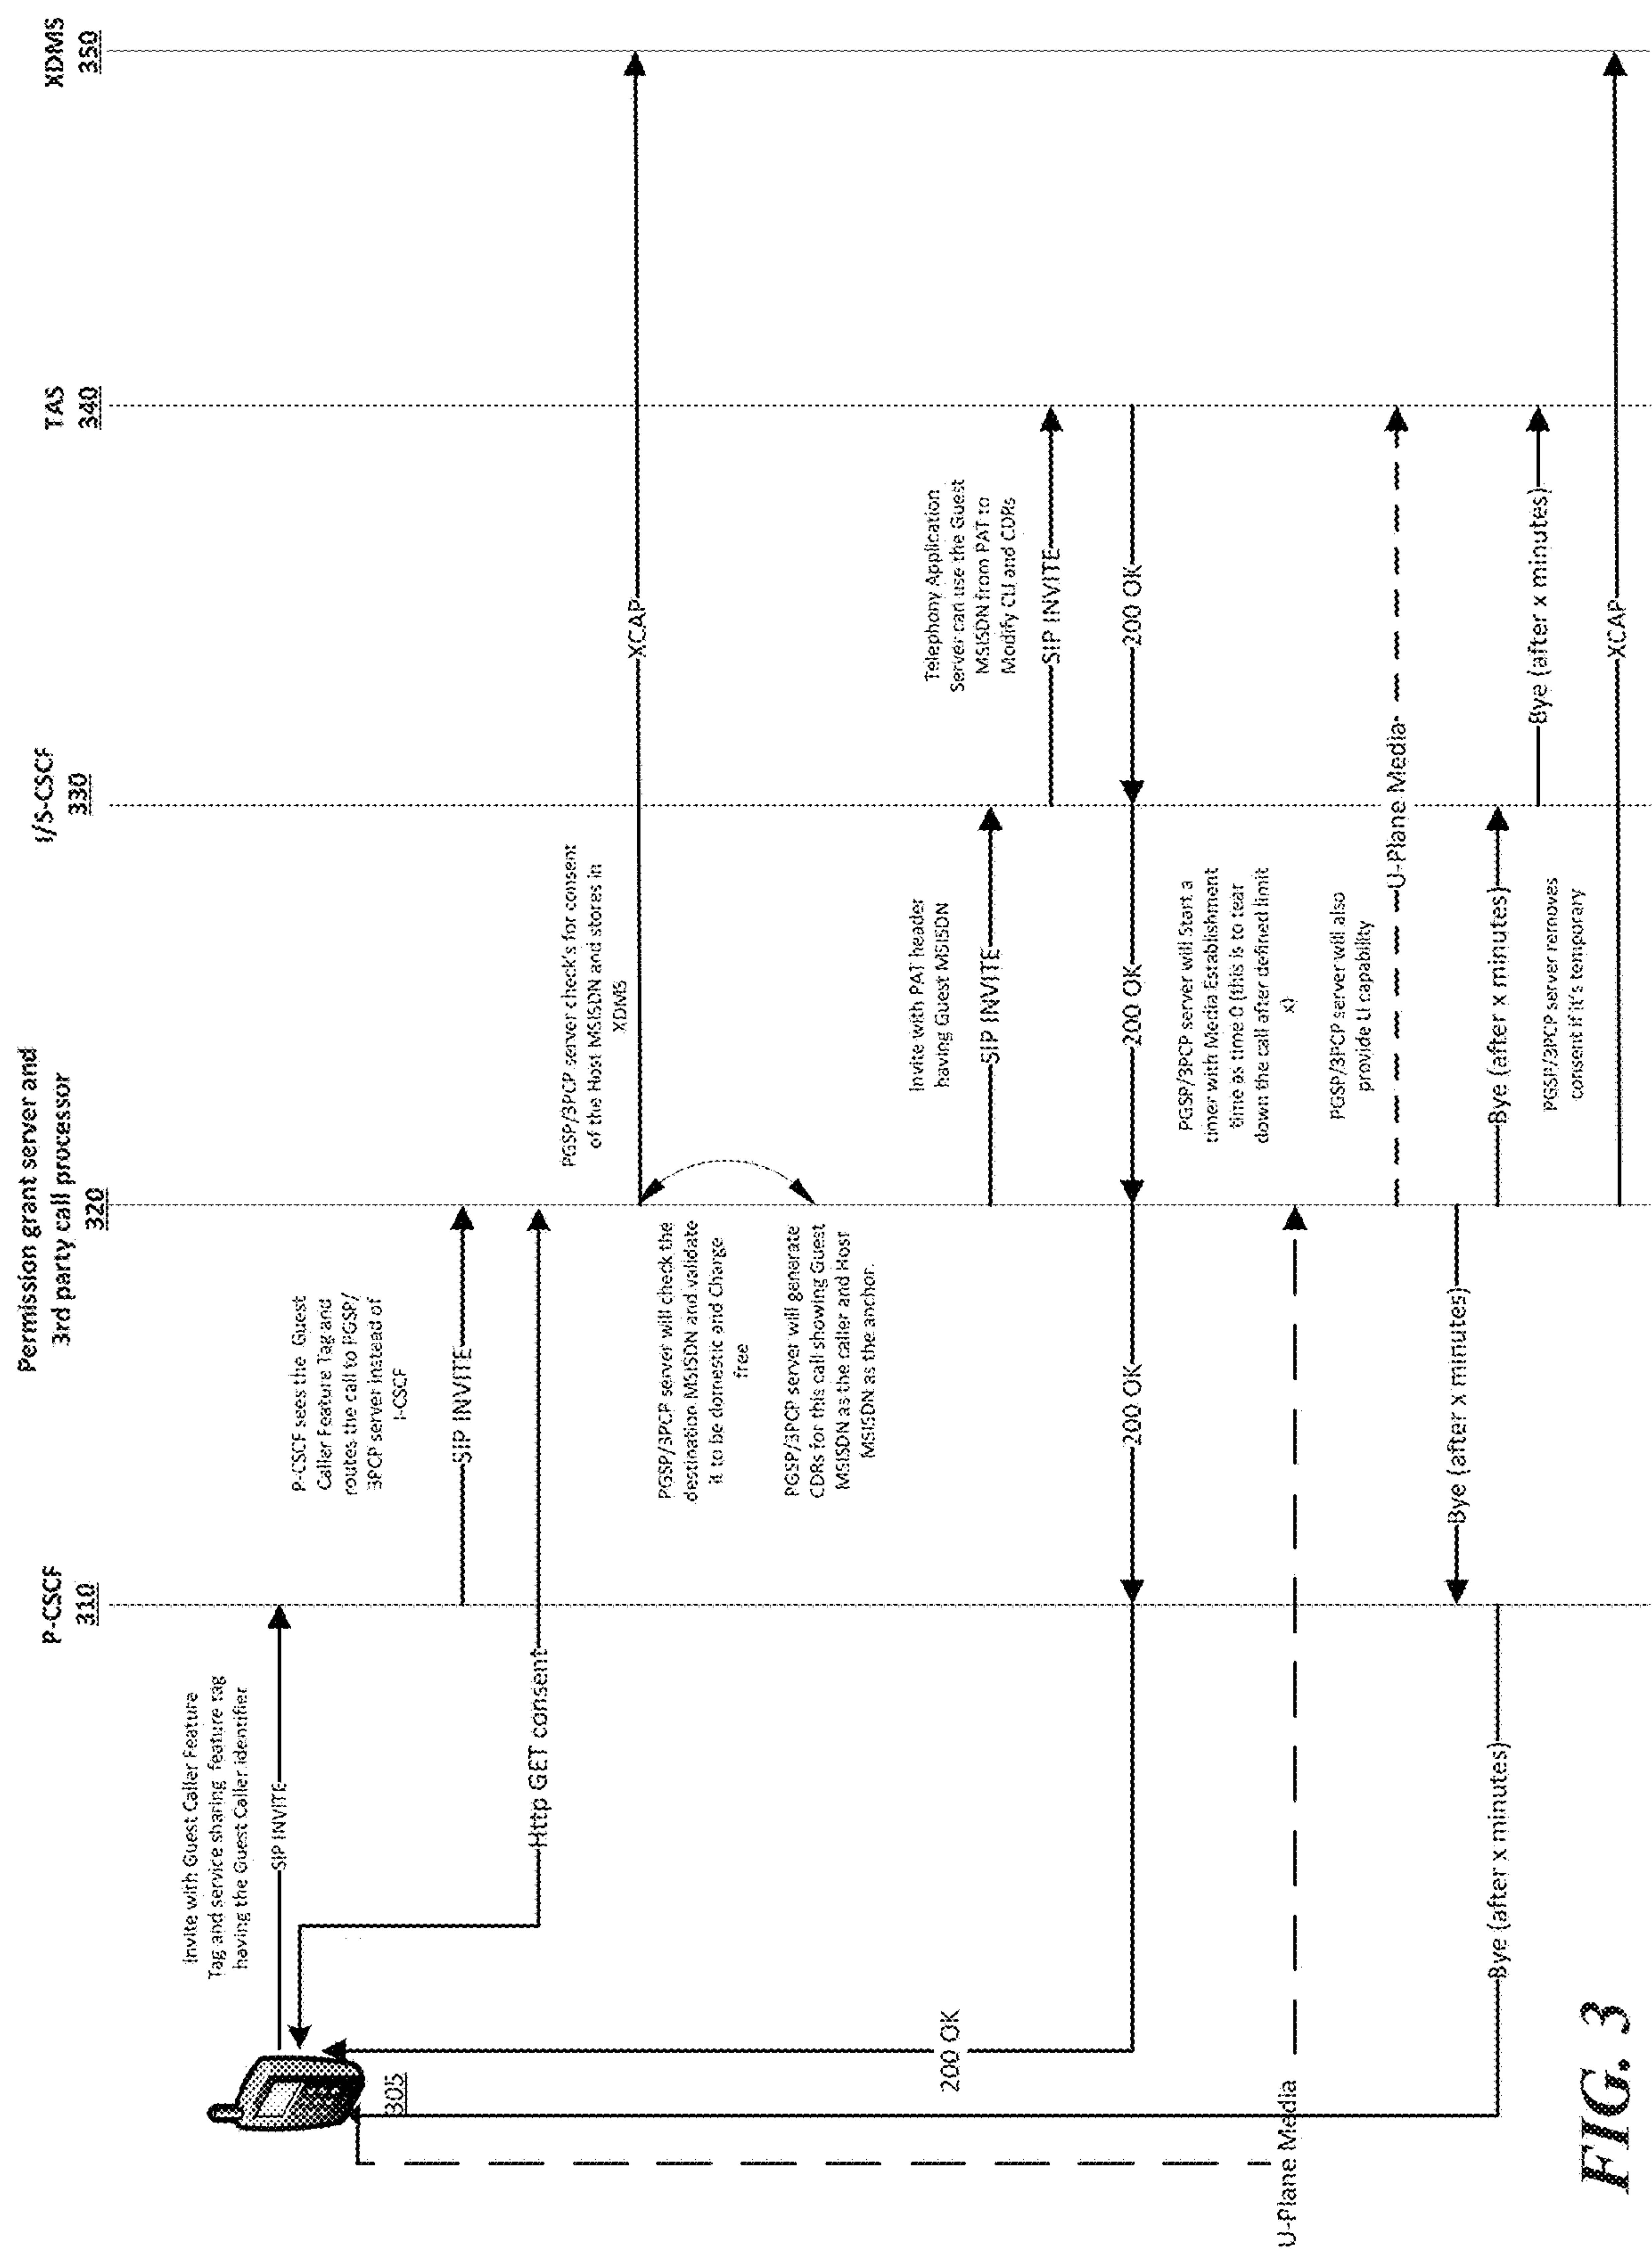 Permission grant server and
3rd party call processor
320
P-CSCF
310
I/S-CSCF
330
TAS
340
XDMS
350
305
Invite with Guest Caller Feature
Tag and service sharing feature tag
having the Guest Caller identifier
SIP INVITE
P-CSCF sees the Guest
Caller Feature Tag and
routes the call to PGSP/
3PCP server instead of
I-CSCF
SIP INVITE
Http GET consent
PGSP/3PCP server check's for consent
of the Host MSISDN and stores in
XDMS
XCAP
PGSP/3PCP server will check the
destination MSISDN and validate
it to be domestic and Charge
free
PGSP/3PCP server will generate
CDRs for this call showing Guest
MSISDN as the caller and Host
MSISDN as the anchor.
Invite with PAT header
having Guest MSISDN
SIP INVITE
Telephony Application
Server can use the Guest
MSISDN from PAT to
Modify CLI and CDRs
SIP INVITE
200 OK
200 OK
200 OK
200 OK
PGSP/3PCP server will Start a
timer with Media Establishment
time as time 0 (this is to tear
down the call after defined limit
x)
U-Plane Media
PGSP/3PCP server will also
provide LI capability
U-Plane Media
Bye (after x minutes)
Bye (after x minutes)
Bye (after x minutes)
Bye (after x minutes)
PGSP/3PCP server removes
consent if it's temporary
XCAP
FIG. 3